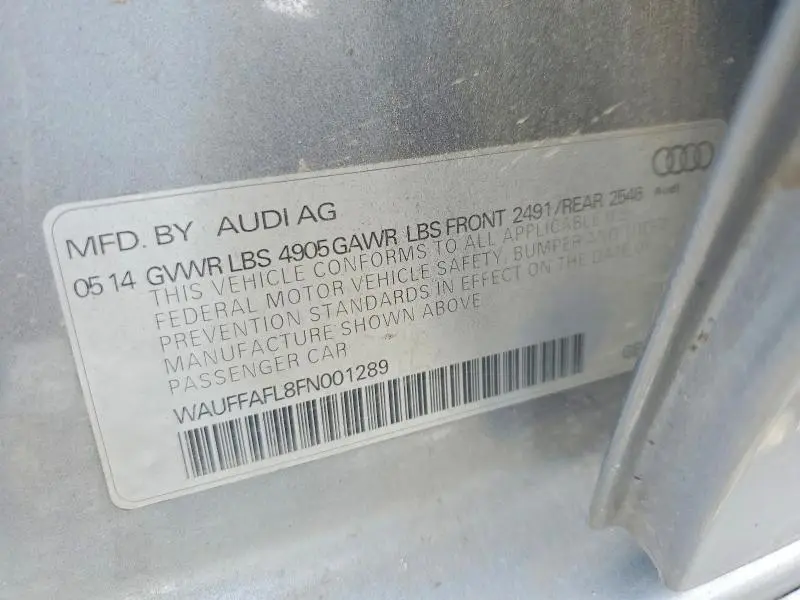 MFD. BY AUDI AG
05 14 GVWR LBS 4905 GAWR LBS FRONT 2491/REAR 2546
THIS VEHICLE CONFORMS TO ALL APPLICABLE
FEDERAL MOTOR VEHICLE SAFETY, BUMPER AND THEFT
PREVENTION STANDARDS IN EFFECT ON THE DATE OF
MANUFACTURE SHOWN ABOVE
PASSENGER CAR
WAUFFAFL8FN001289
Audi